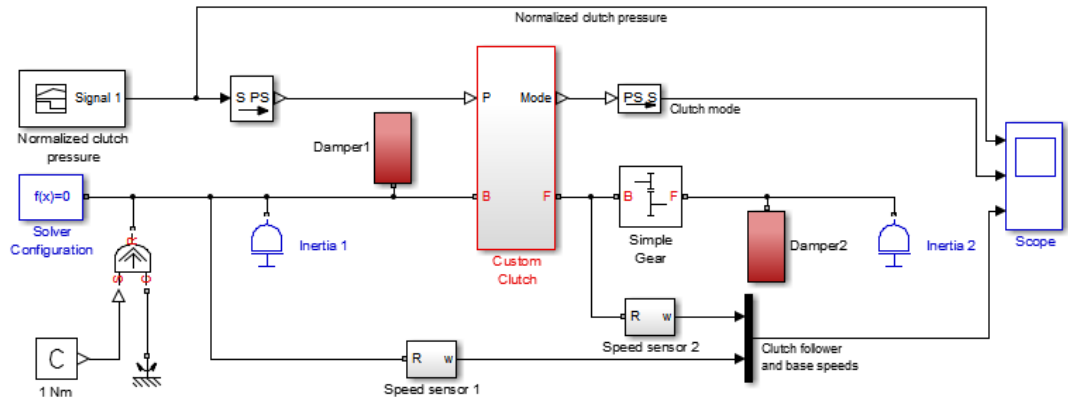 Normalized clutch pressure
Signal 1
Normalized clutch
pressure
S PS
P
Mode
PS S
Clutch mode
Damper1
f(x)=0
Solver
Configuration
Inertia 1
B
F
Custom
Clutch
B
F
Simple
Gear
Damper2
Inertia 2
Scope
R
S
C
C
1 Nm
R w
Speed sensor 2
R w
Speed sensor 1
Clutch follower
and base speeds